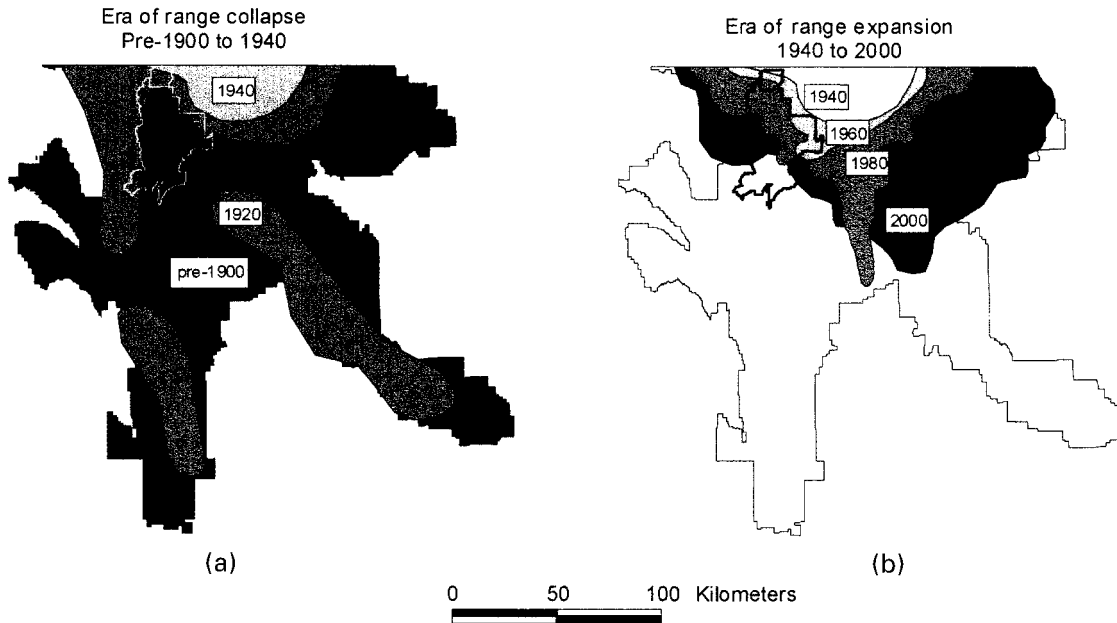 Era of range collapse
Pre-1900 to 1940
1940
1920
pre-1900
(a)
Era of range expansion
1940 to 2000
1940
1960
1980
2000
(b)
0 50 100 Kilometers